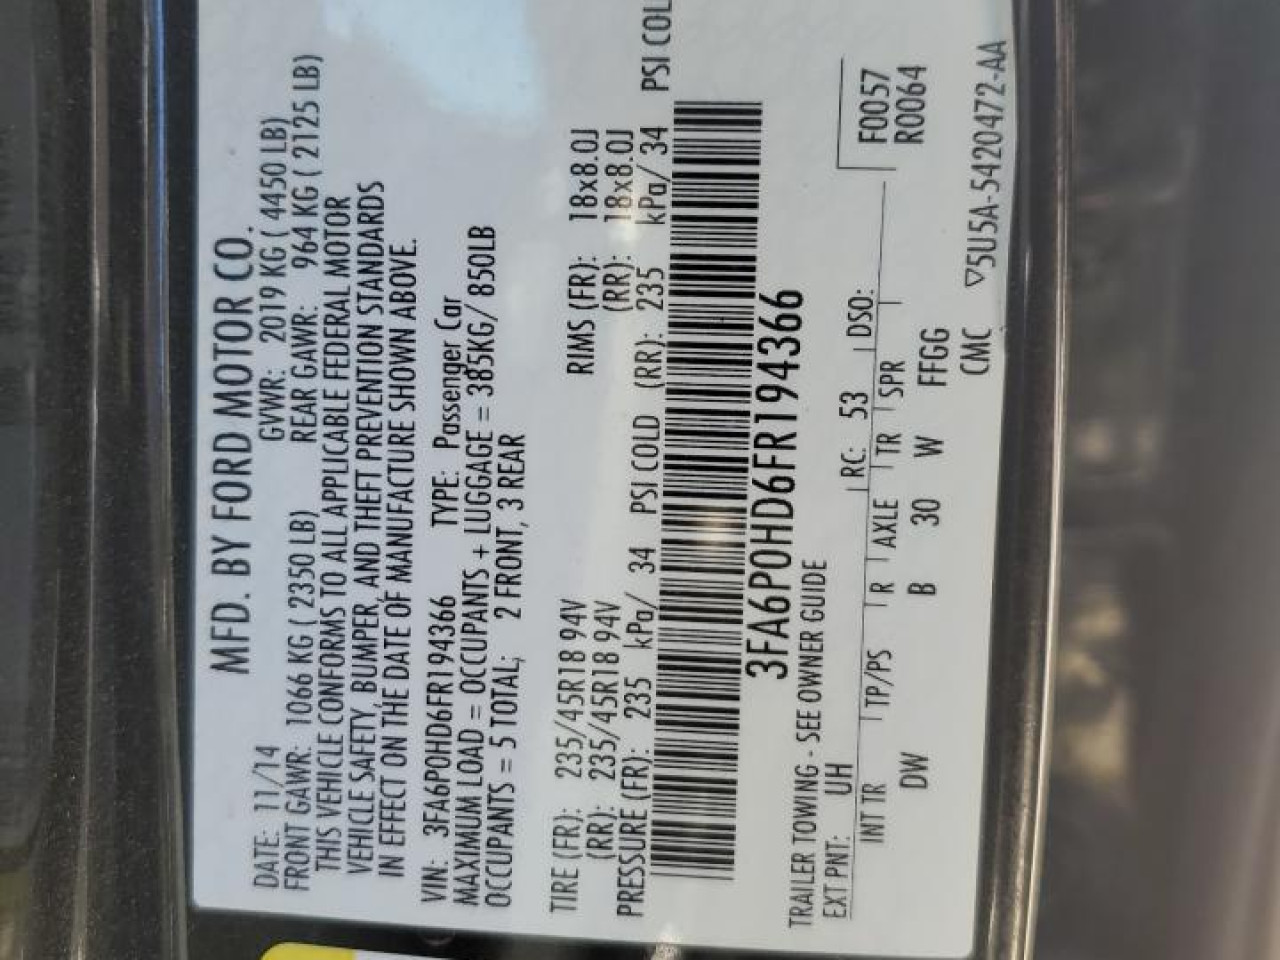 MFD. BY FORD MOTOR CO.
DATE: 11/14 GVWR: 2019 KG ( 4450 LB)
FRONT GAWR: 1066 KG ( 2350 LB) REAR GAWR: 964 KG ( 2125 LB)
THIS VEHICLE CONFORMS TO ALL APPLICABLE FEDERAL MOTOR
VEHICLE SAFETY, BUMPER, AND THEFT PREVENTION STANDARDS
IN EFFECT ON THE DATE OF MANUFACTURE SHOWN ABOVE.
VIN: 3FA6P0HD6FR194366 TYPE: Passenger Car
MAXIMUM LOAD = OCCUPANTS + LUGGAGE = 385KG/ 850LB
OCCUPANTS = 5 TOTAL; 2 FRONT, 3 REAR
TIRE (FR): 235/45R18 94V RIMS (FR): 18x8.0J
(RR): 235/45R18 94V (RR): 18x8.0J
PRESSURE (FR): 235 kPa/ 34 PSI COLD (RR): 235 kPa/ 34 PSI COL
3FA6P0HD6FR194366
TRAILER TOWING - SEE OWNER GUIDE
EXT PNT: UH RC: 53 DSO: F0057
INT TR TP/PS R AXLE TR SPR R0064
DW B 30 W FFGG
CMC ▽5U5A-5420472-AA